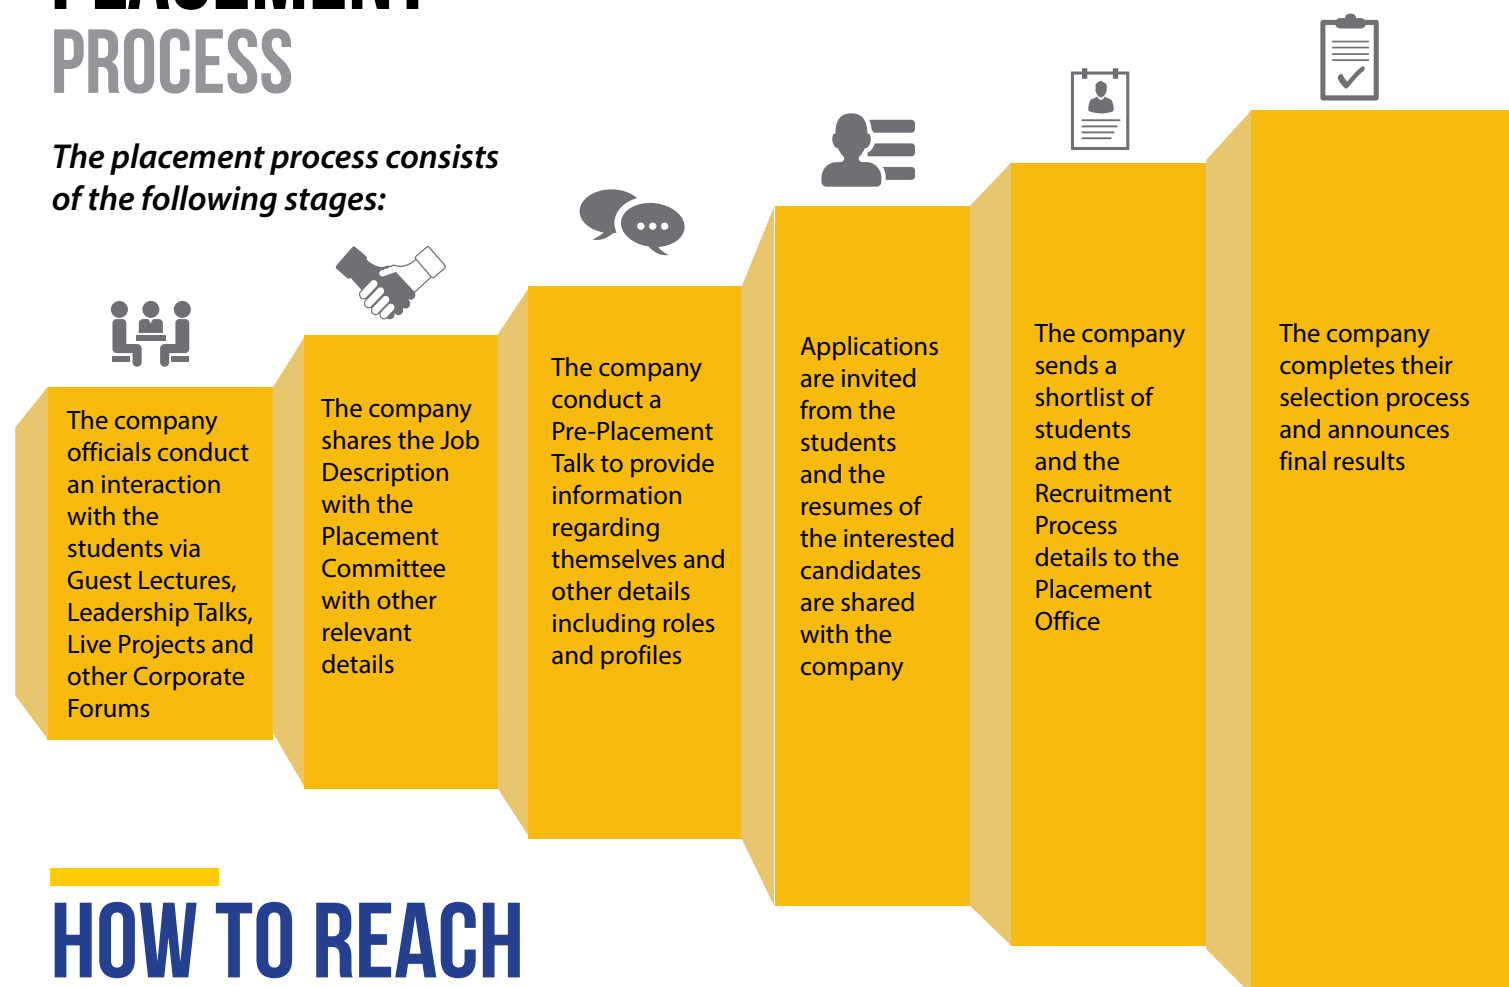 PLACEMENT
PROCESS
The placement process consists
of the following stages:
The company
officials conduct
an interaction
with the
students via
Guest Lectures,
Leadership Talks,
Live Projects and
other Corporate
Forums
The company
shares the Job
Description
with the
Placement
Committee
with other
relevant
details
The company
conduct a
Pre-Placement
Talk to provide
information
regarding
themselves and
other details
including roles
and profiles
Applications
are invited
from the
students
and the
resumes of
the interested
candidates
are shared
with the
company
The company
sends a
shortlist of
students
and the
Recruitment
Process
details to the
Placement
Office
The company
completes their
selection process
and announces
final results
HOW TO REACH